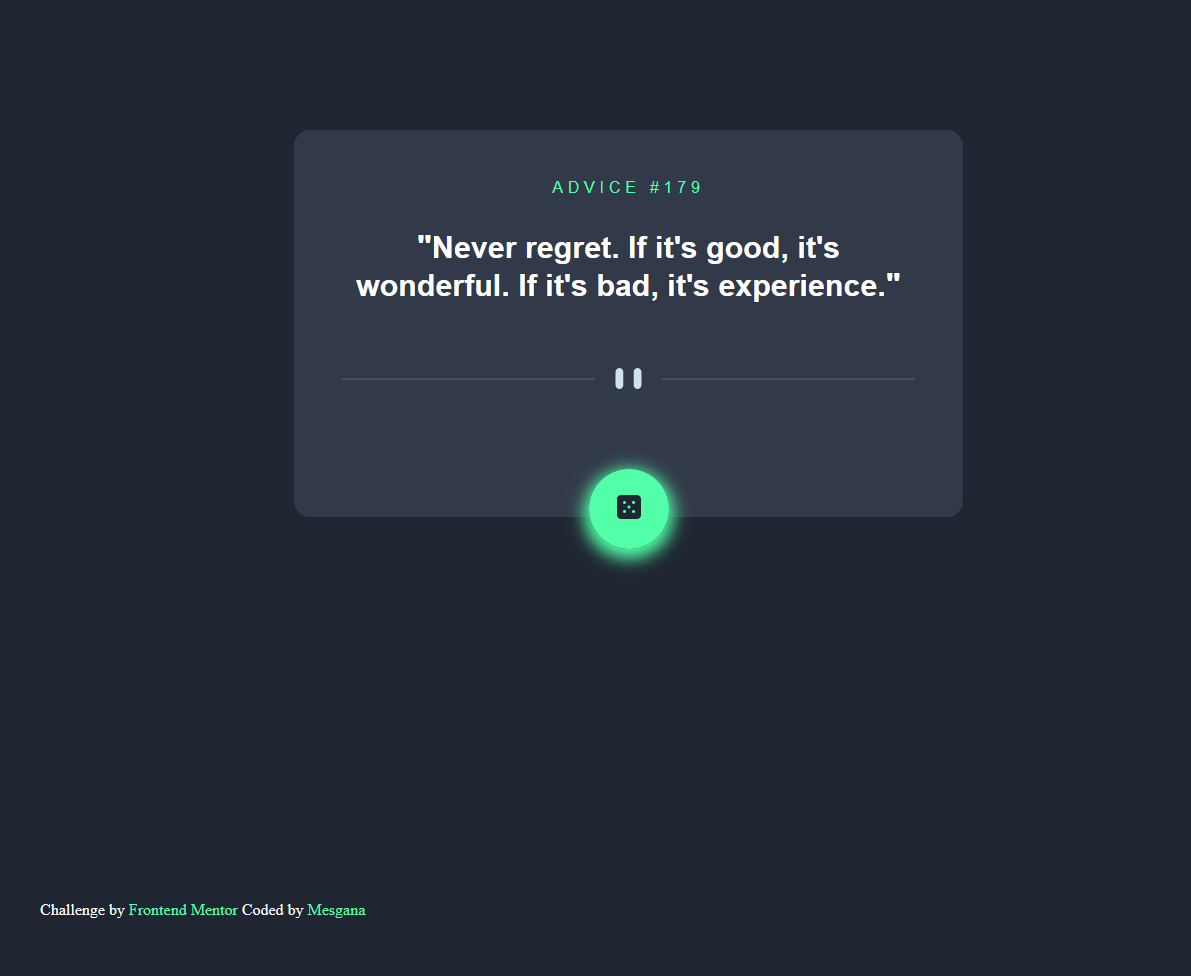 ADVICE #179
"Never regret. If it's good, it's
wonderful. If it's bad, it's experience."
Challenge by Frontend Mentor Coded by Mesgana